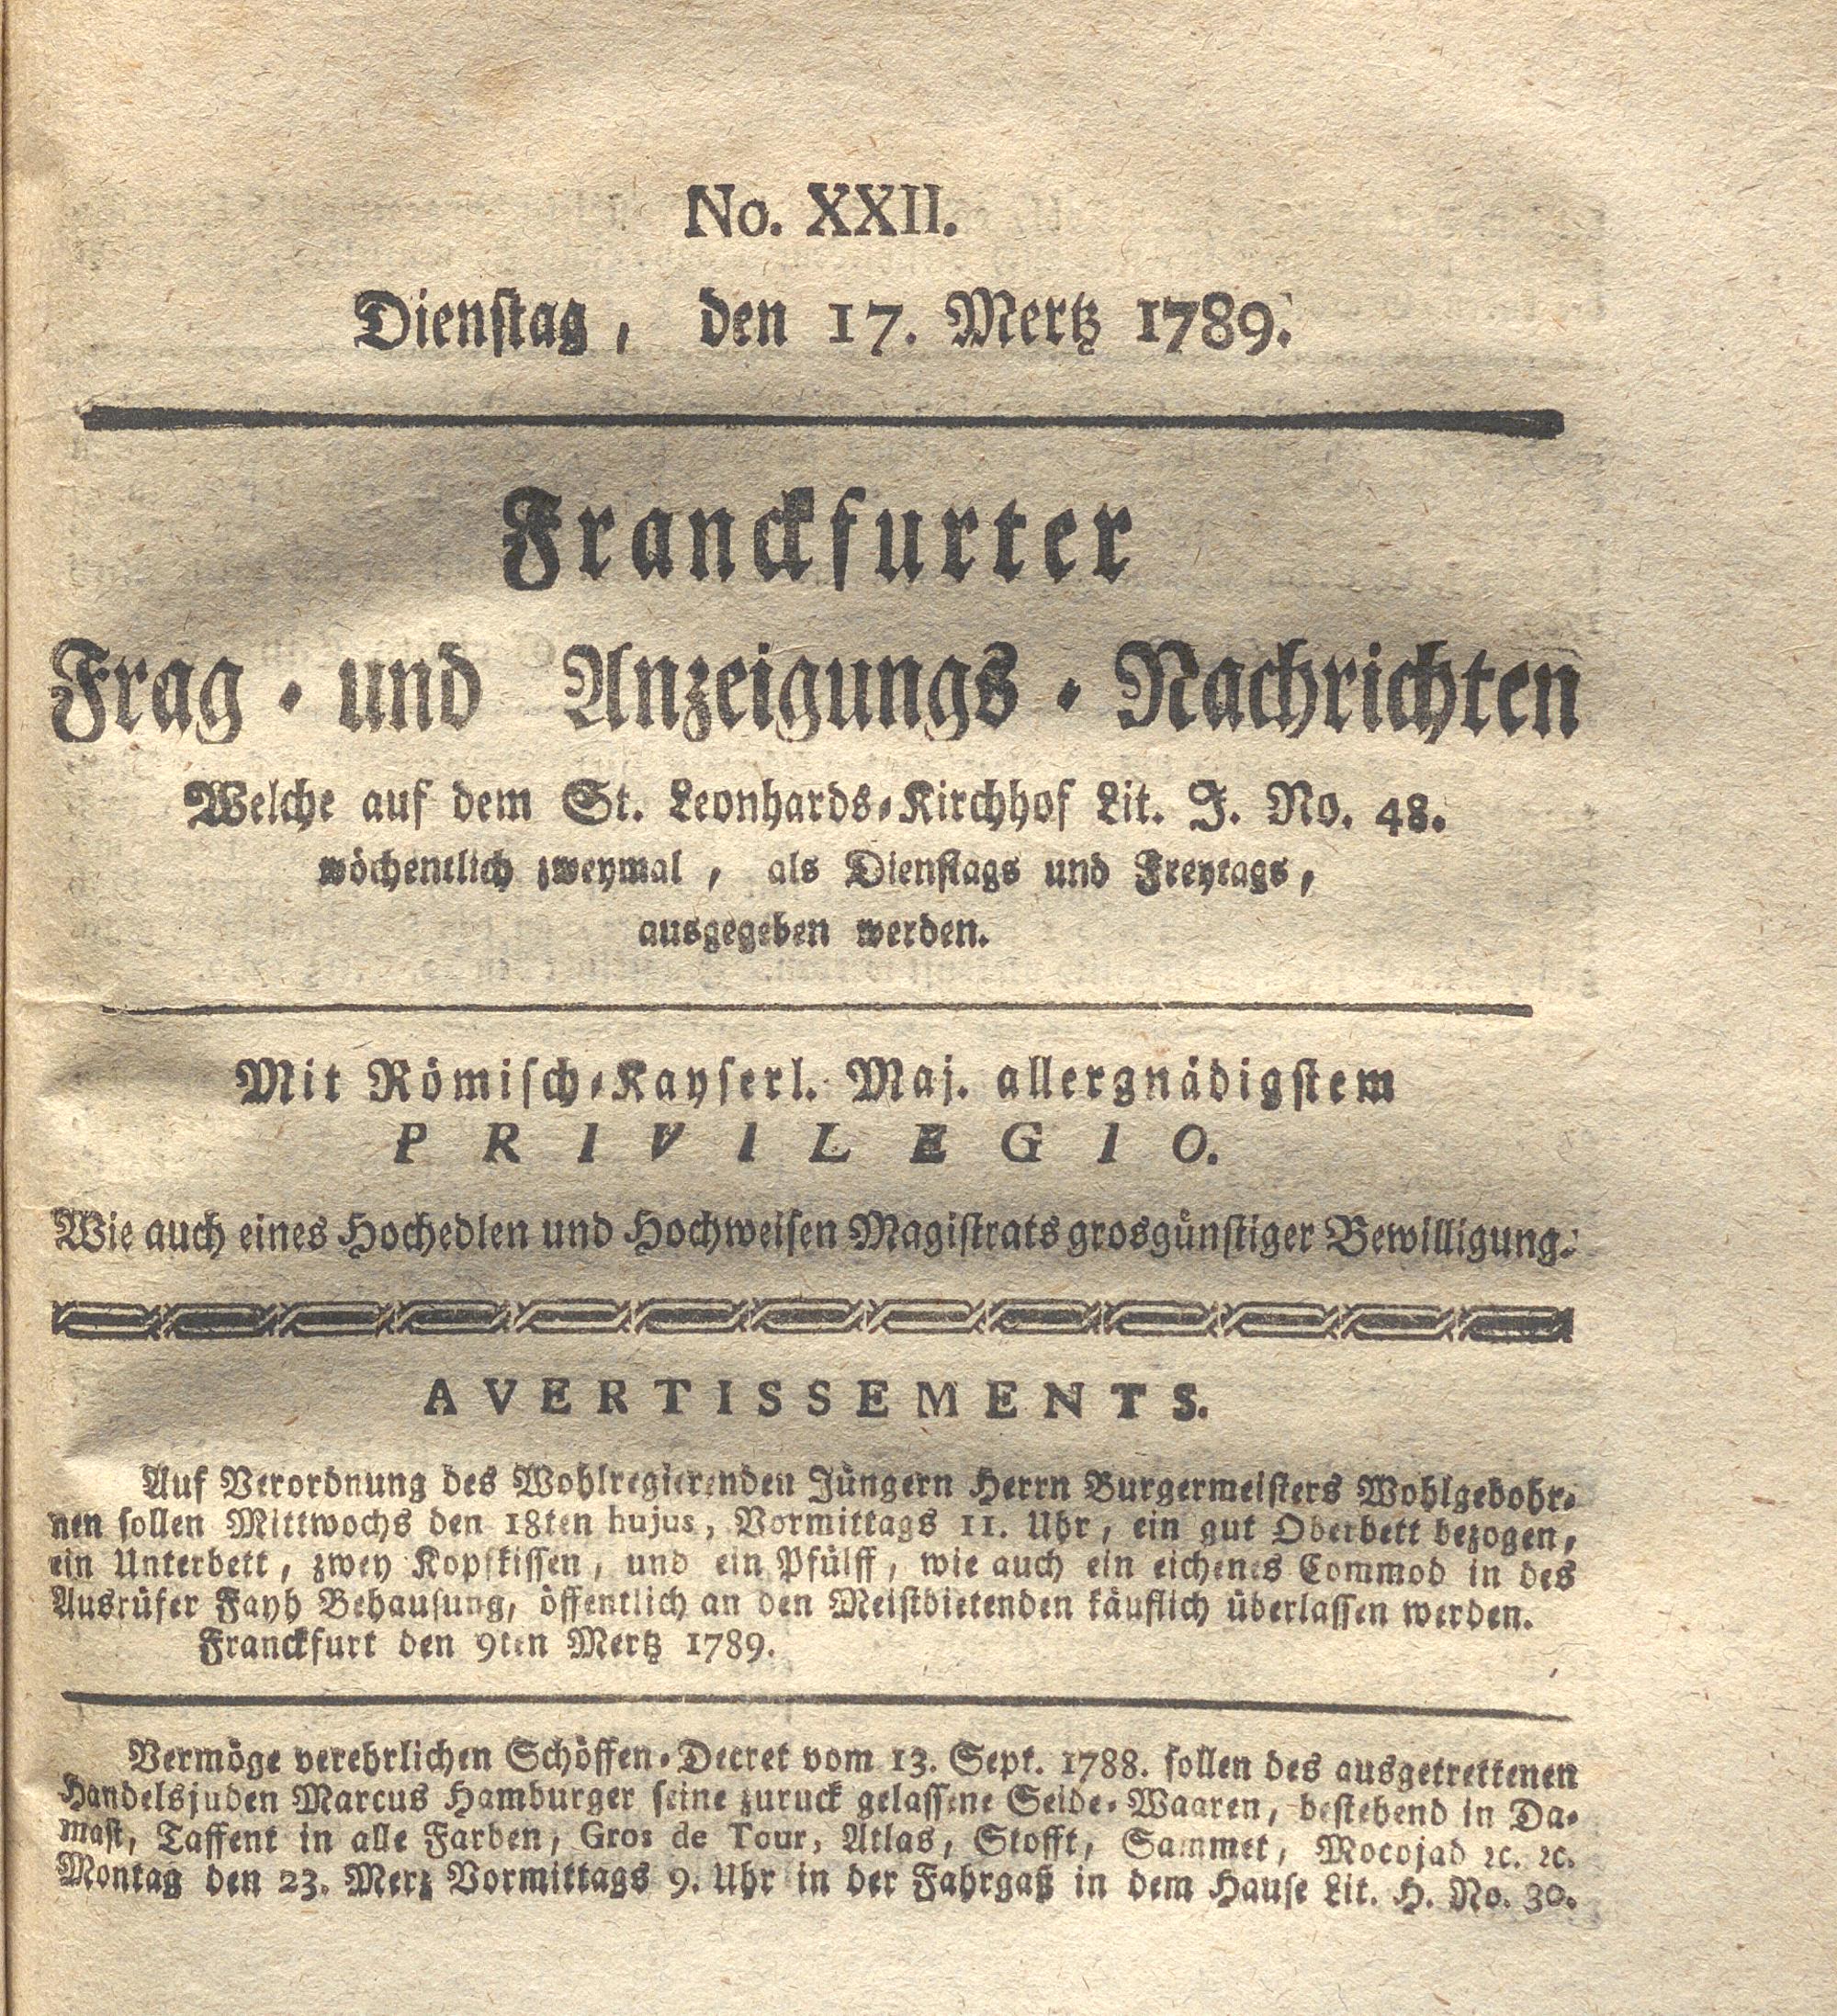 No. XXII.
Dienstag, den 17. Mertz 1789.
Franckfurter
Frag- und Anzeigungs-Nachrichten
Welche auf dem St. Leonhards-Kirchhof Lit. J. No. 48.
wöchentlich zweymal, als Dienstags und Freytags,
ausgegeben werden.
Mit Römisch-Kayserl. Maj. allergnädigstem
PRIVILEGIO.
Wie auch eines Hochedlen und Hochweisen Magistrats grosgünstiger Bewilligung.
AVERTISSEMENTS.
Auf Verordnung des Wohlregierenden Jüngern Herrn Burgermeisters Wohlgebohr-
nen sollen Mittwochs den 18ten hujus, Vormittags 11. Uhr, ein gut Oberbett bezogen,
ein Unterbett, zwey Kopfkissen, und ein Pfülff, wie auch ein eichenes Commod in des
Ausrüfer Fayh Behausung, öffentlich an den Meistbietenden käuflich überlassen werden.
Franckfurt den 9ten Mertz 1789.
Vermöge verehrlichen Schöffen-Decret vom 13. Sept. 1788. sollen des ausgetrettenen
Handelsjuden Marcus Hamburger seine zuruck gelassene Seide-Waaren, bestehend in Da-
mast, Taffent in alle Farben, Gros de Tour, Atlas, Stofft, Sammet, Mocojad ꝛc. ꝛc.
Montag den 23. Merz Vormittags 9. Uhr in der Fahrgaß in dem Hause Lit. H. No. 30.